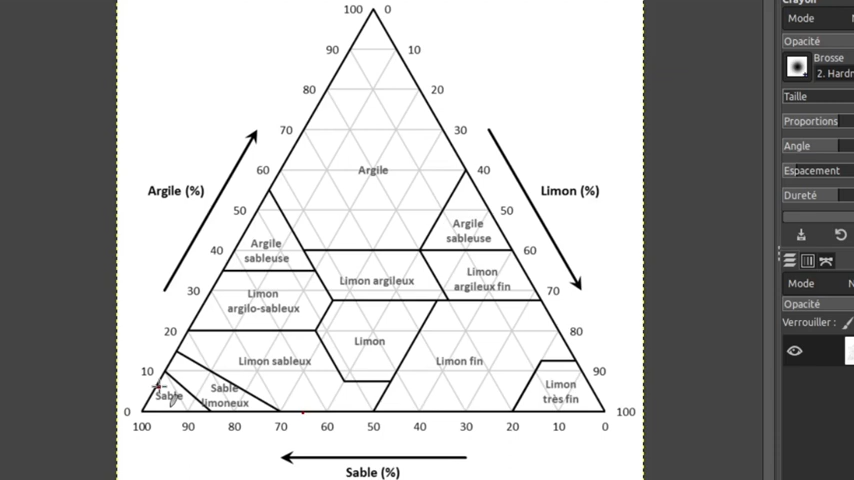 Crayon
Mode
Opacité
Brosse
2. Hard
Taille
Proportions
Angle
Espacement
Dureté
Mode
Opacité
Verrouiller :
100 0
90 10
80 20
70 30
60 40
50 50
40 60
30 70
20 80
10 90
0 100
100 90 80 70 60 50 40 30 20 10 0
Argile (%)
Limon (%)
Sable (%)
Argile
Argile
sableuse
Argile
sableuse
Limon argileux
Limon
argileux fin
Limon
argilo-sableux
Limon
Limon sableux
Limon fin
Limon
très fin
Sable
Sable
limoneux